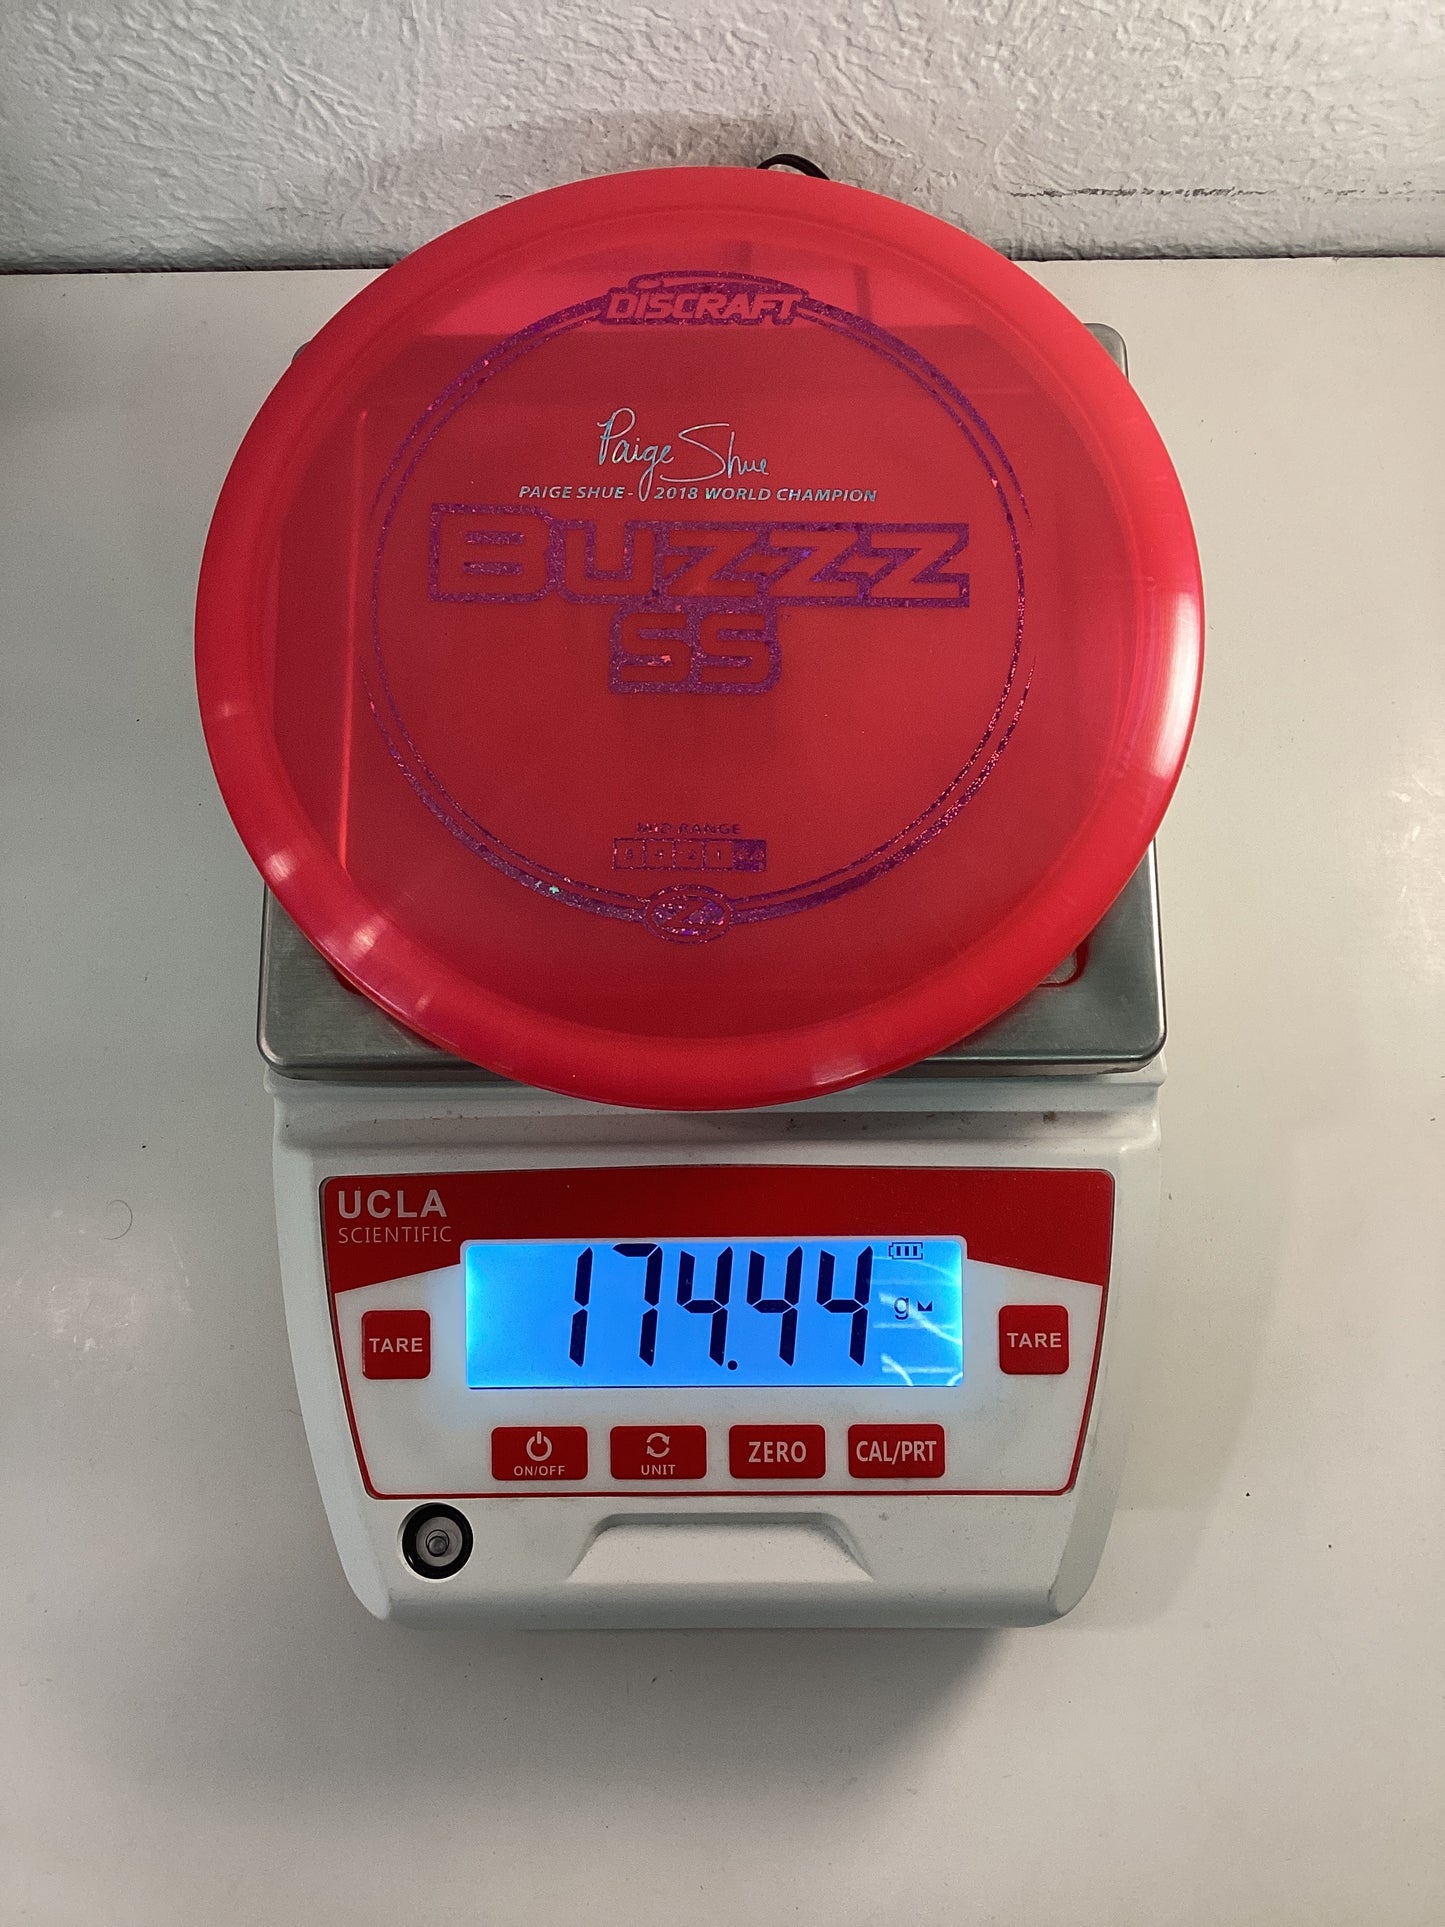 DISCRAFT
Paige Shue
PAIGE SHUE - 2018 WORLD CHAMPION
BUZZZ
SS
MID RANGE
Z
UCLA
SCIENTIFIC
174.44
g
TARE
TARE
ON/OFF
UNIT
ZERO
CAL/PRT